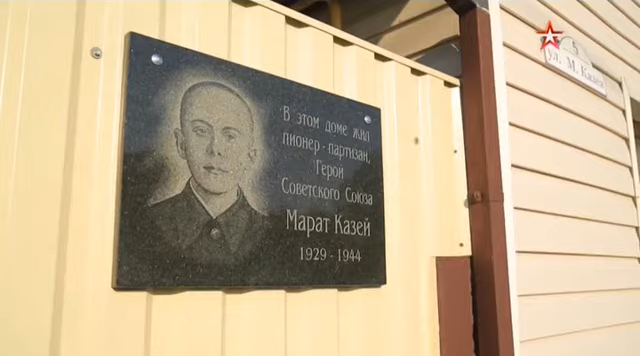 В этом доме жил
пионер - партизан,
Герой
Советского Союза
Марат Казей
1929 - 1944
5
ул. М. Казея